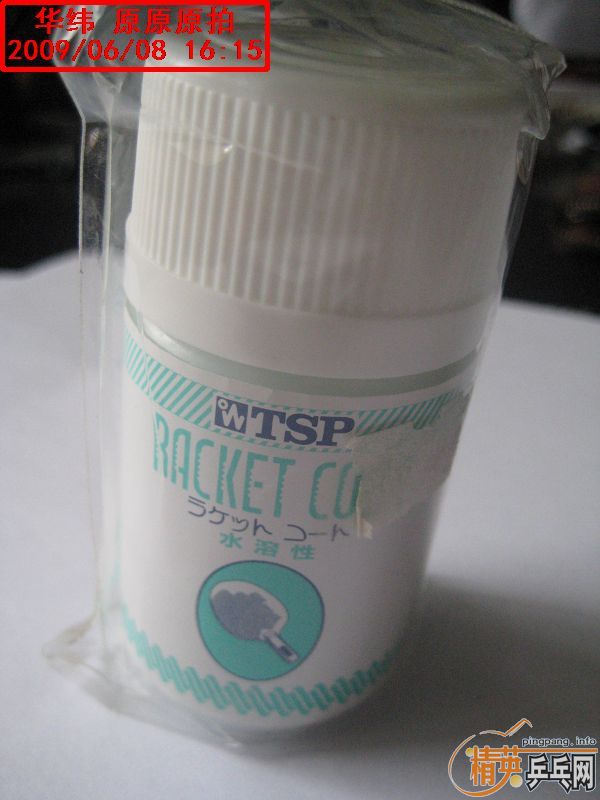 华纬 原原原拍
2009/06/08 16:15
TSP
RACKET CO
ラケット コート
水溶性
pingpang.info
精英乒乓网